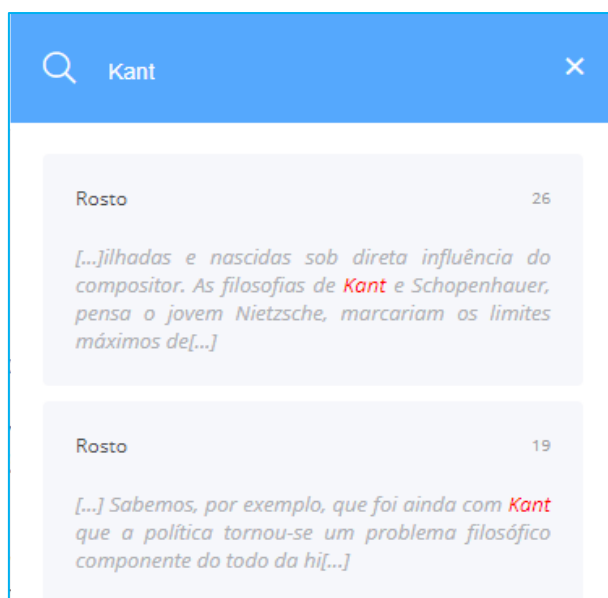 Kant
Rosto 26
[...]ilhadas e nascidas sob direta influência do
compositor. As filosofias de Kant e Schopenhauer,
pensa o jovem Nietzsche, marcariam os limites
máximos de[...]
Rosto 19
[...] Sabemos, por exemplo, que foi ainda com Kant
que a política tornou-se um problema filosófico
componente do todo da hi[...]